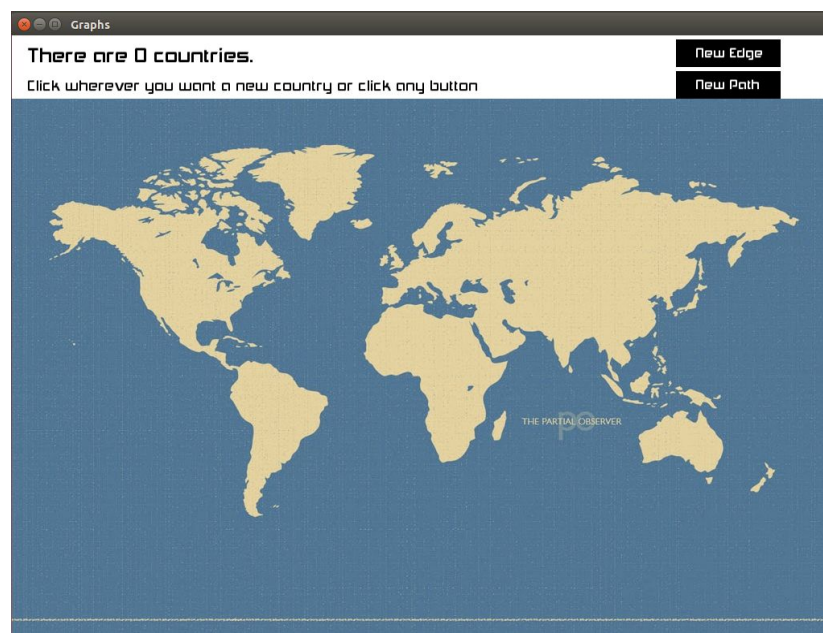 Graphs
There are 0 countries.
New Edge
Click wherever you want a new country or click any button
New Path
po
THE PARTIAL OBSERVER